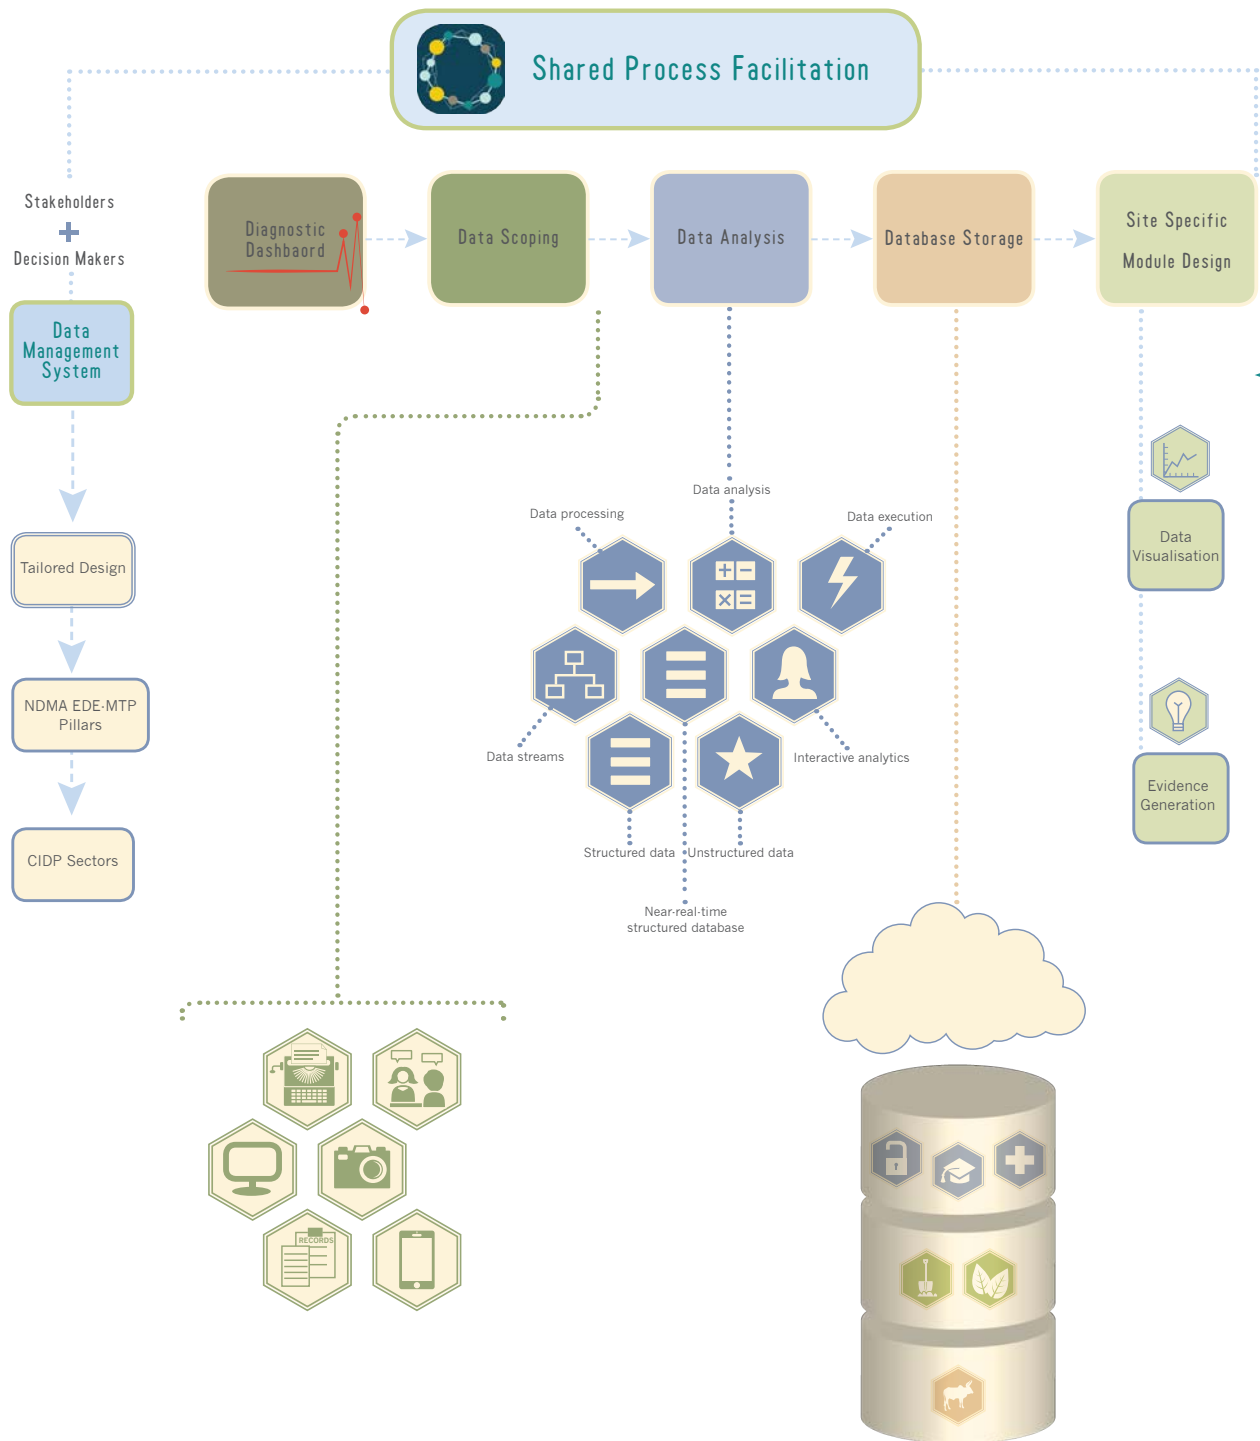 Shared Process Facilitation
Stakeholders
+
Decision Makers
Data
Management
System
Tailored Design
NDMA EDE-MTP
Pillars
CIDP Sectors
Diagnostic
Dashbaord
Data Scoping
Data Analysis
Database Storage
Site Specific
Module Design
Data analysis
Data processing
Data execution
Data streams
Interactive analytics
Structured data
Unstructured data
Near-real-time
structured database
Data
Visualisation
Evidence
Generation
RECORDS